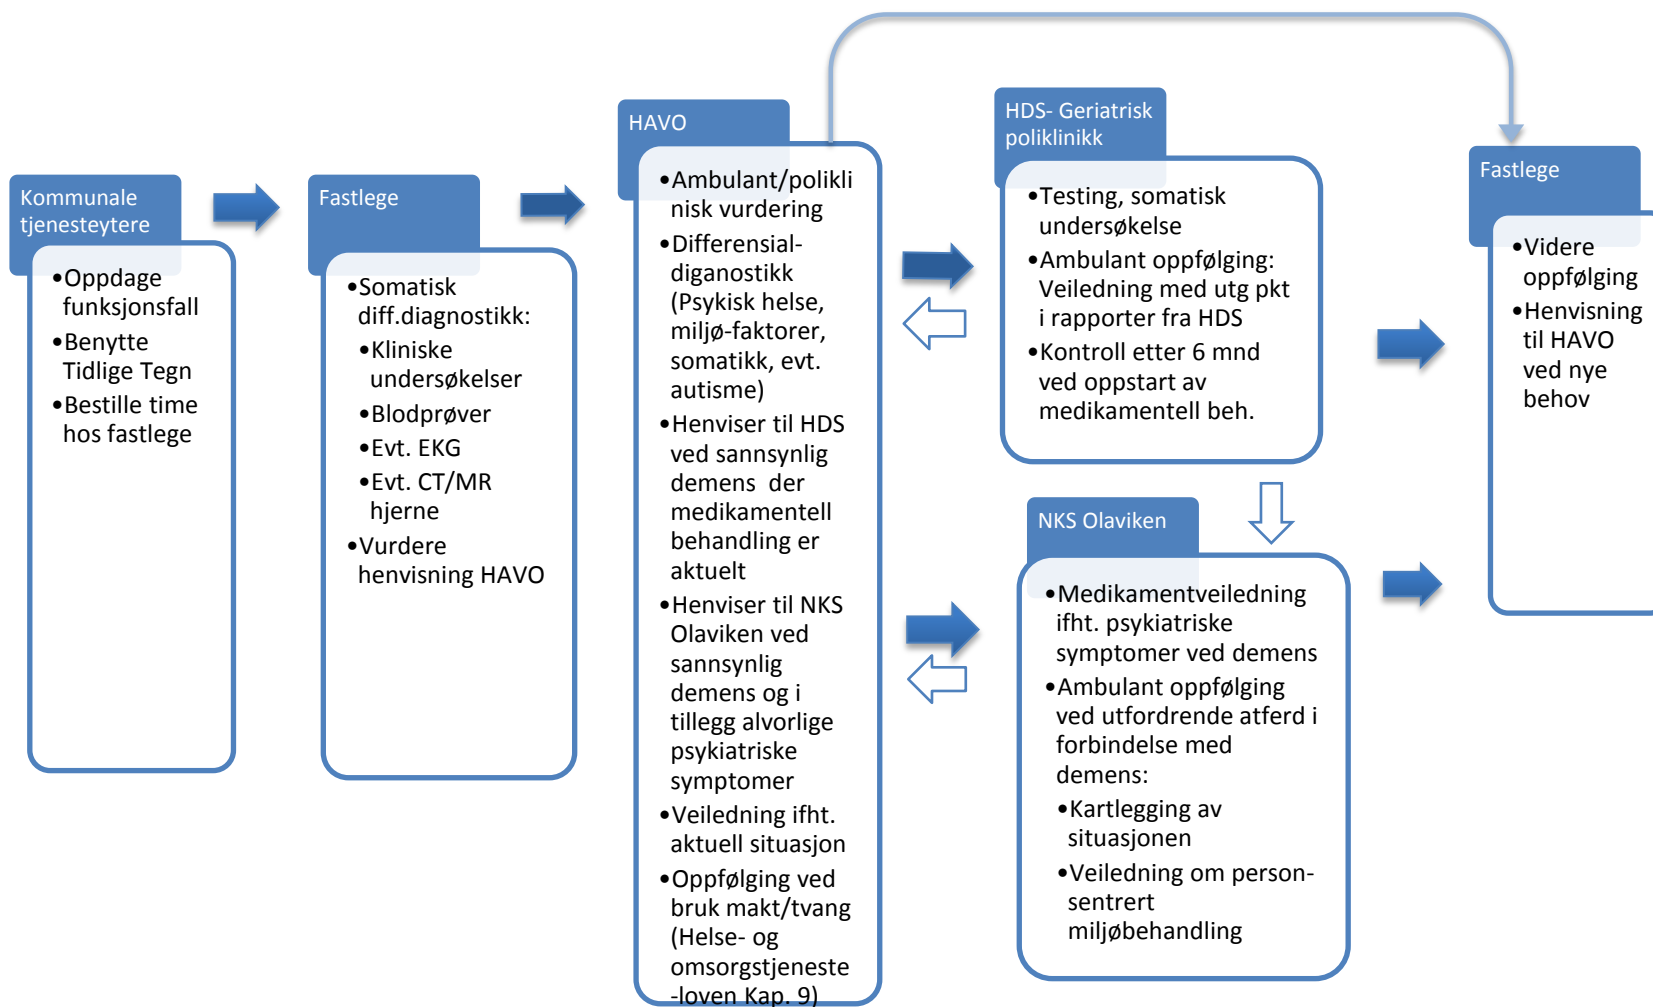 Kommunale
tjenesteytere
•Oppdage
funksjonsfall
•Benytte
Tidlige Tegn
•Bestille time
hos fastlege
Fastlege
•Somatisk
diff.diagnostikk:
•Kliniske
undersøkelser
•Blodprøver
•Evt. EKG
•Evt. CT/MR
hjerne
•Vurdere
henvisning HAVO
HAVO
•Ambulant/polikli
nisk vurdering
•Differensial-
diganostikk
(Psykisk helse,
miljø-faktorer,
somatikk, evt.
autisme)
•Henviser til HDS
ved sannsynlig
demens der
medikamentell
behandling er
aktuelt
•Henviser til NKS
Olaviken ved
sannsynlig
demens og i
tillegg alvorlige
psykiatriske
symptomer
•Veiledning ifht.
aktuell situasjon
•Oppfølging ved
bruk makt/tvang
(Helse- og
omsorgstjeneste
-loven Kap. 9)
HDS- Geriatrisk
poliklinikk
•Testing, somatisk
undersøkelse
•Ambulant oppfølging:
Veiledning med utg pkt
i rapporter fra HDS
•Kontroll etter 6 mnd
ved oppstart av
medikamentell beh.
NKS Olaviken
•Medikamentveiledning
ifht. psykiatriske
symptomer ved demens
•Ambulant oppfølging
ved utfordrende atferd i
forbindelse med
demens:
•Kartlegging av
situasjonen
•Veiledning om person-
sentrert
miljøbehandling
Fastlege
•Videre
oppfølging
•Henvisning
til HAVO
ved nye
behov